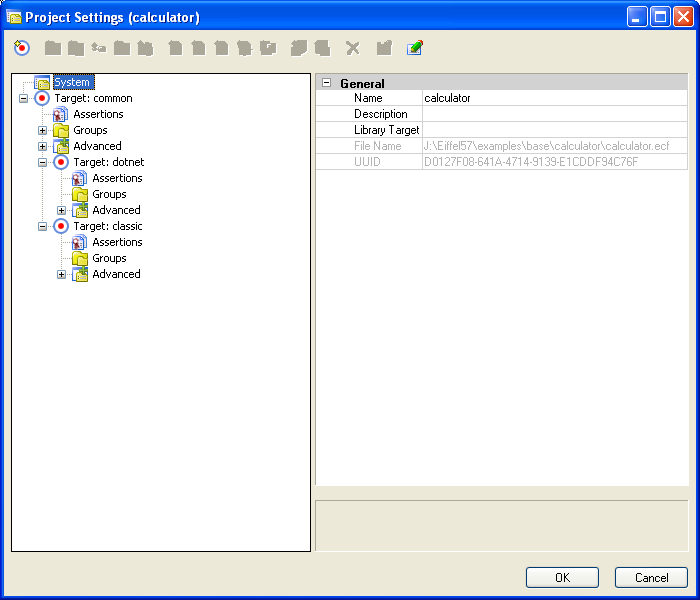 Project Settings (calculator)
System
Target: common
Assertions
Groups
Advanced
Target: dotnet
Assertions
Groups
Advanced
Target: classic
Assertions
Groups
Advanced
General
Name calculator
Description
Library Target
File Name J:\Eiffel57\examples\base\calculator\calculator.ecf
UUID D0127F08-641A-4714-9139-E1CDDF94C76F
OK Cancel